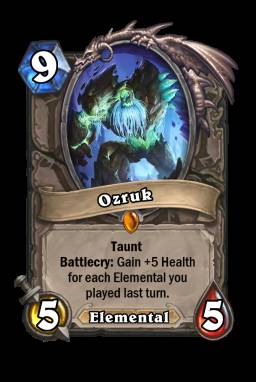 9
Ozruk
Taunt
Battlecry: Gain +5 Health
for each Elemental you
played last turn.
5 Elemental 5